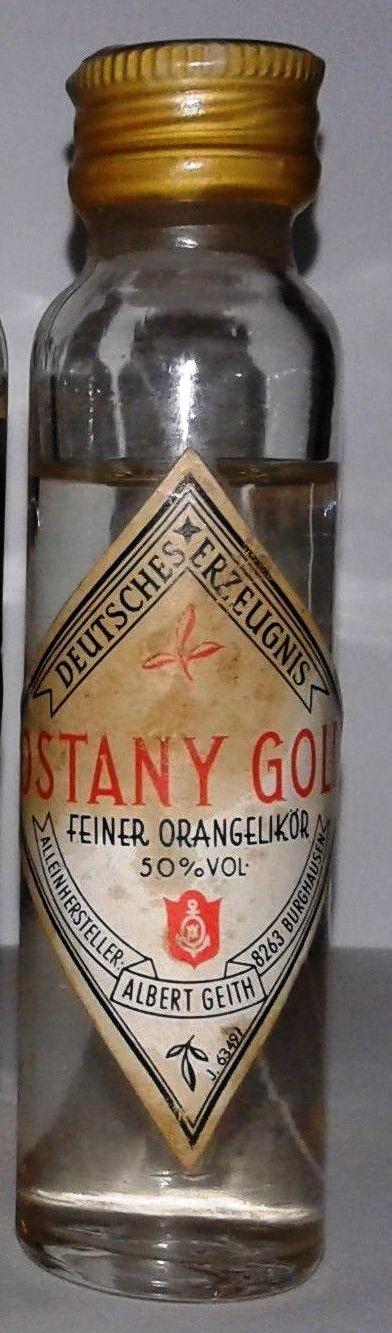 DEUTSCHES ERZEUGNIS
OSTANY GOL
FEINER ORANGELIKÖR
50% VOL·
ALLEINHERSTELLER:
ALBERT GEITH
8263 BURGHAUSEN